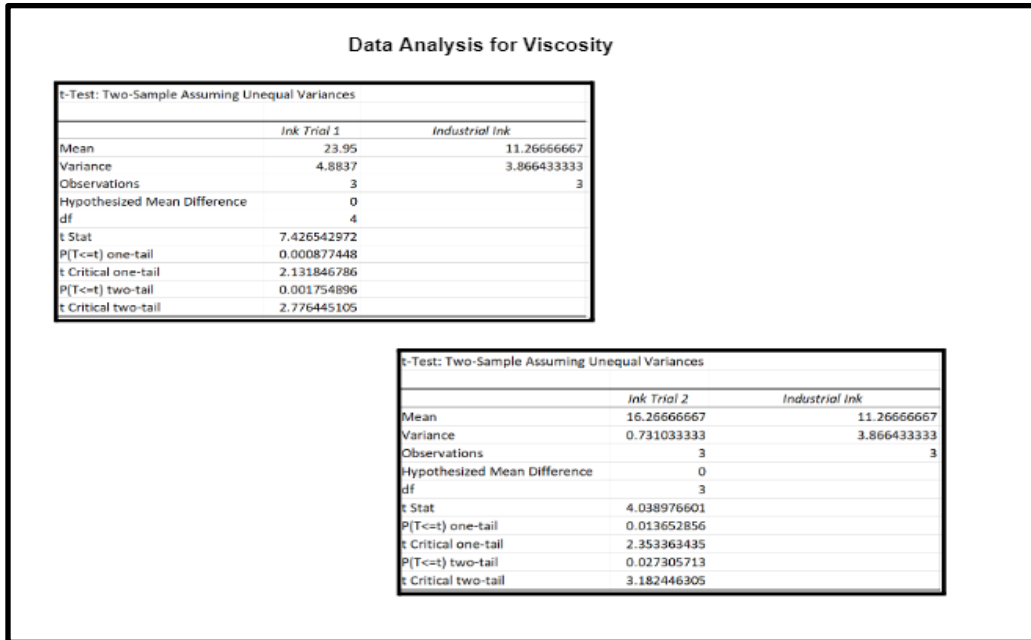 Data Analysis for Viscosity
t-Test: Two-Sample Assuming Unequal Variances
Ink Trial 1 Industrial Ink
Mean 23.95 11.26666667
Variance 4.8837 3.866433333
Observations 3 3
Hypothesized Mean Difference 0
df 4
t Stat 7.426542972
P(T<=t) one-tail 0.000877448
t Critical one-tail 2.131846786
P(T<=t) two-tail 0.001754896
t Critical two-tail 2.776445105
t-Test: Two-Sample Assuming Unequal Variances
Ink Trial 2 Industrial Ink
Mean 16.26666667 11.26666667
Variance 0.731033333 3.866433333
Observations 3 3
Hypothesized Mean Difference 0
df 3
t Stat 4.038976601
P(T<=t) one-tail 0.013652856
t Critical one-tail 2.353363435
P(T<=t) two-tail 0.027305713
t Critical two-tail 3.182446305